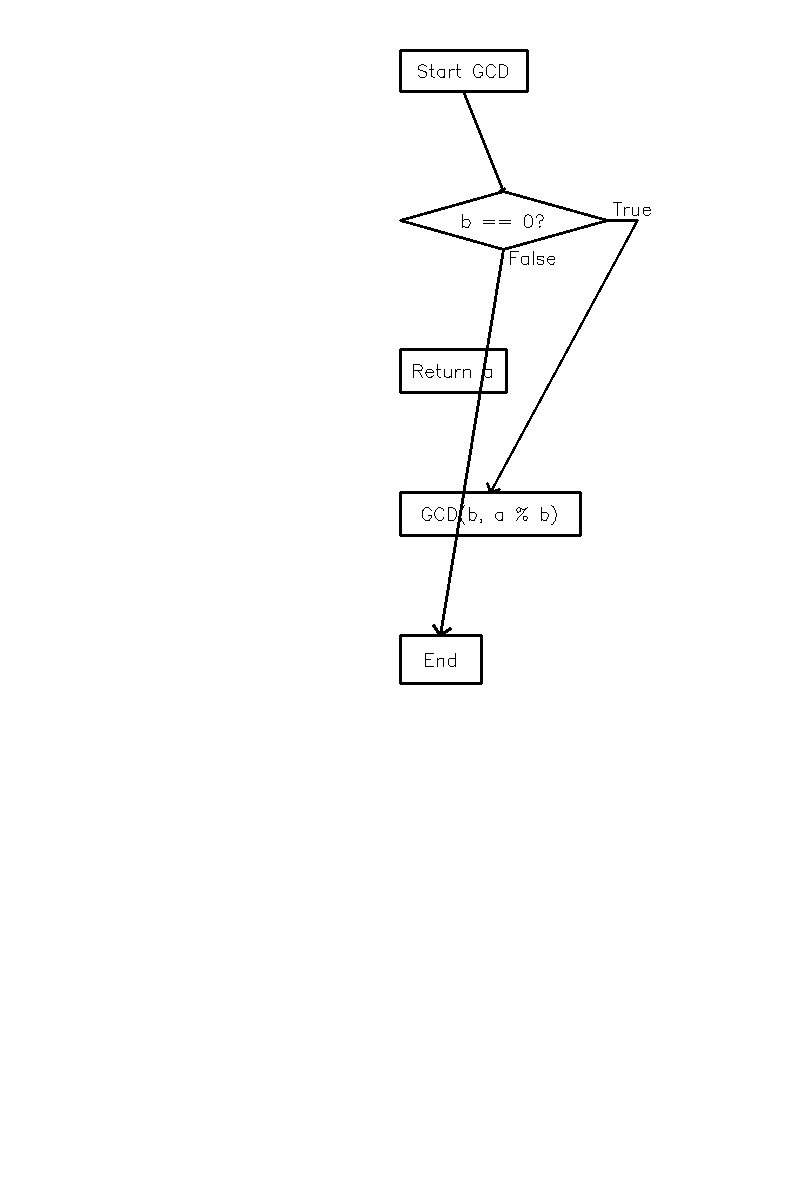 Start GCD
b == 0?
True
False
Return a
GCD(b, a % b)
End